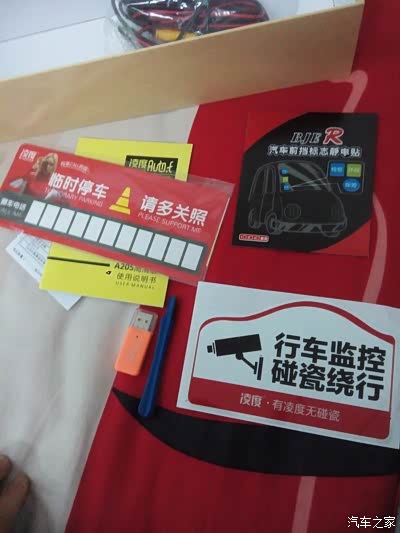 凌度
凌度Auto
临时停车
请多关照
TEMPORARY PARKING
PLEASE SUPPORT ME
挪车电话
A205高清
使用说明书
USER MANUAL
BJE R
汽车前挡标志静电贴
行车监控
碰瓷绕行
凌度·有凌度无碰瓷
汽车之家